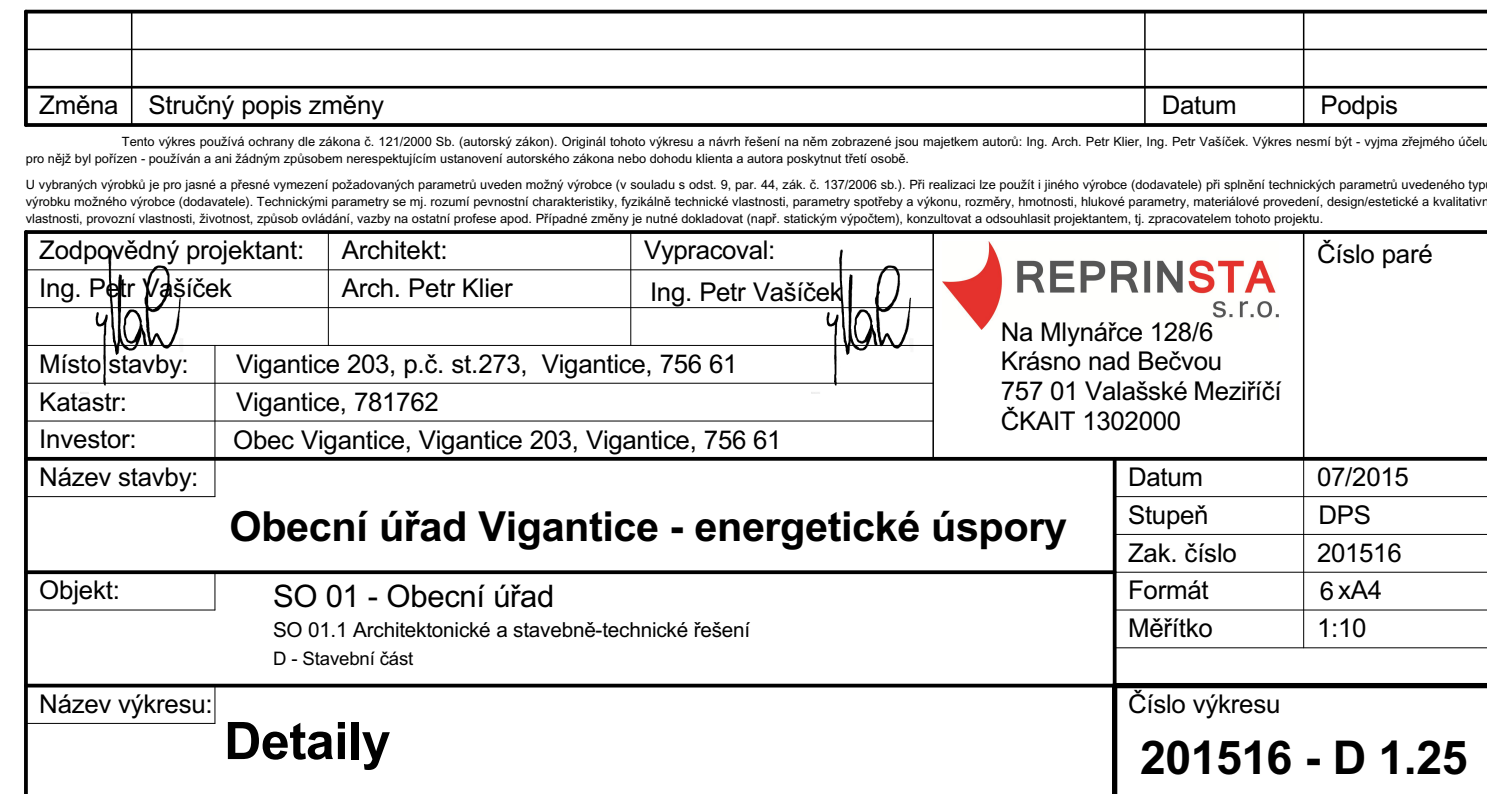 Změna Stručný popis změny Datum Podpis
Tento výkres používá ochrany dle zákona č. 121/2000 Sb. (autorský zákon). Originál tohoto výkresu a návrh řešení na něm zobrazené jsou majetkem autorů: Ing. Arch. Petr Klier, Ing. Petr Vašíček. Výkres nesmí být - vyjma zřejmého účelu
pro nějž byl pořízen - používán a ani žádným způsobem nerespektujícím ustanovení autorského zákona nebo dohodu klienta a autora poskytnut třetí osobě.
U vybraných výrobků je pro jasné a přesné vymezení požadovaných parametrů uveden možný výrobce (v souladu s odst. 9, par. 44, zák. č. 137/2006 sb.). Při realizaci lze použít i jiného výrobce (dodavatele) při splnění technických parametrů uvedeného typu
výrobku možného výrobce (dodavatele). Technickými parametry se mj. rozumí pevnostní charakteristiky, fyzikálně technické vlastnosti, parametry spotřeby a výkonu, rozměry, hmotnosti, hlukové parametry, materiálové provedení, design/estetické a kvalitativn
vlastnosti, provozní vlastnosti, životnost, způsob ovládání, vazby na ostatní profese apod. Případné změny je nutné dokladovat (např. statickým výpočtem), konzultovat a odsouhlasit projektantem, tj. zpracovatelem tohoto projektu.
Zodpovědný projektant: Architekt: Vypracoval:
Ing. Petr Vašíček Arch. Petr Klier Ing. Petr Vašíček
Místo stavby: Vigantice 203, p.č. st.273, Vigantice, 756 61
Katastr: Vigantice, 781762
Investor: Obec Vigantice, Vigantice 203, Vigantice, 756 61
REPRINSTA
s.r.o.
Na Mlynářce 128/6
Krásno nad Bečvou
757 01 Valašské Meziříčí
ČKAIT 1302000
Číslo paré
Název stavby:
Obecní úřad Vigantice - energetické úspory
Datum 07/2015
Stupeň DPS
Zak. číslo 201516
Formát 6 xA4
Měřítko 1:10
Objekt: SO 01 - Obecní úřad
SO 01.1 Architektonické a stavebně-technické řešení
D - Stavební část
Název výkresu:
Detaily
Číslo výkresu
201516 - D 1.25